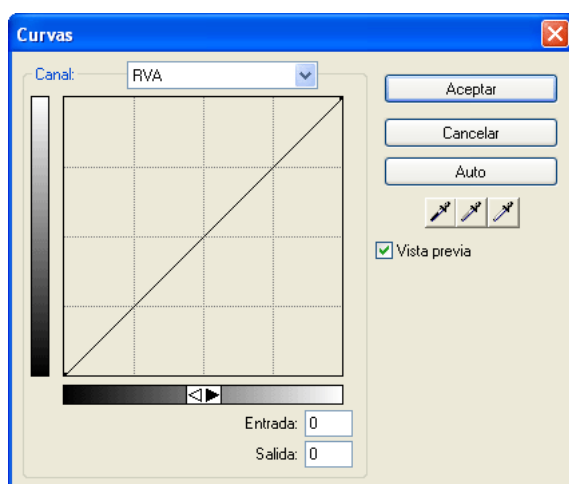 Curvas
Canal: RVA
Aceptar
Cancelar
Auto
Vista previa
Entrada: 0
Salida: 0